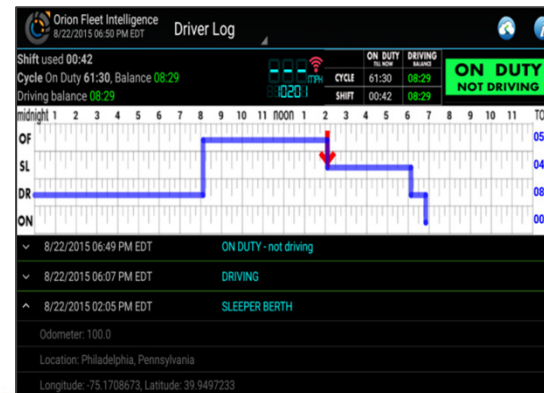 Orion Fleet Intelligence
8/22/2015 06:50 PM EDT
Driver Log
Shift used 00:42
Cycle On Duty 61:30, Balance 08:29
Driving balance 08:29
MPH
10201
ON DUTY TILL NOW DRIVING BALANCE
CYCLE 61:30 08:29
SHIFT 00:42 08:29
ON DUTY
NOT DRIVING
midnight 1 2 3 4 5 6 7 8 9 10 11 noon 1 2 3 4 5 6 7 8 9 10 11 TO
OF 05
SL 04
DR 08
ON 00
8/22/2015 06:49 PM EDT ON DUTY - not driving
8/22/2015 06:07 PM EDT DRIVING
8/22/2015 02:05 PM EDT SLEEPER BERTH
Odometer: 100.0
Location: Philadelphia, Pennsylvania
Longitude: -75.1708673, Latitude: 39.9497233